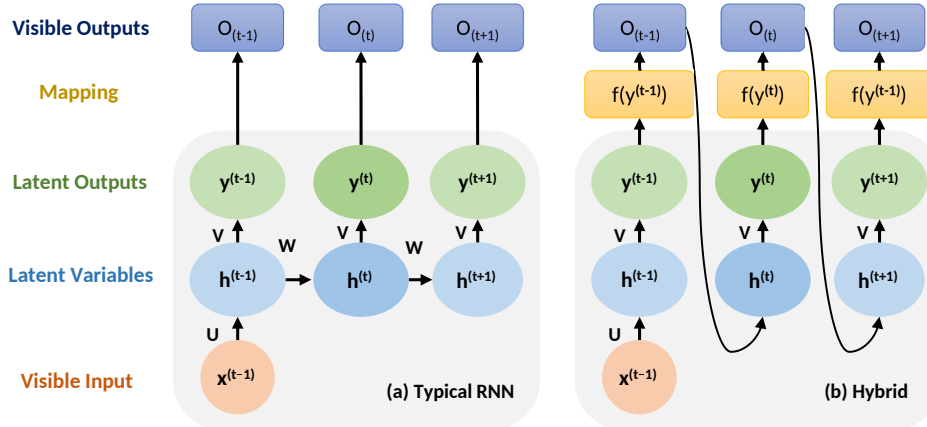 Visible Outputs O(t-1) O(t) O(t+1) O(t-1) O(t) O(t+1)
Mapping f(y(t-1)) f(y(t)) f(y(t-1))
Latent Outputs y(t-1) y(t) y(t+1) y(t-1) y(t) y(t+1)
V V V V V V
W W
Latent Variables h(t-1) h(t) h(t+1) h(t-1) h(t) h(t+1)
U U
Visible Input x(t−1) x(t−1)
(a) Typical RNN (b) Hybrid